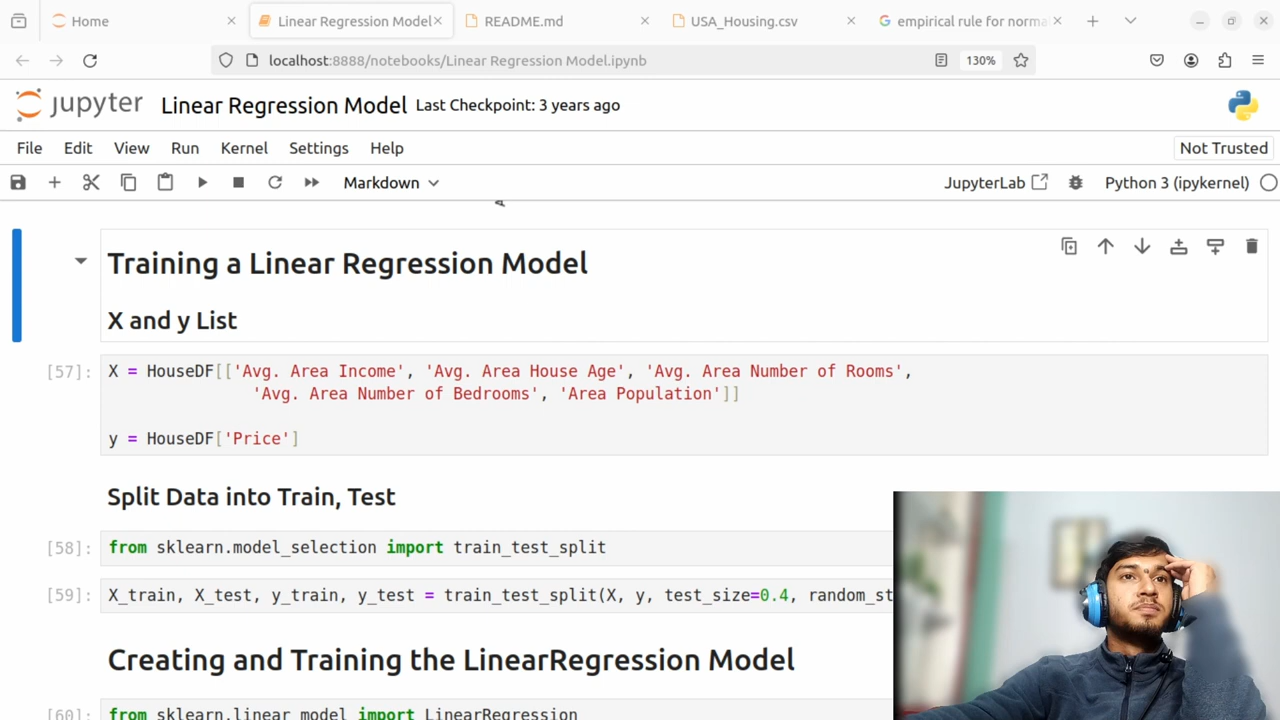 Home
Linear Regression Model
README.md
USA_Housing.csv
empirical rule for norma
localhost:8888/notebooks/Linear Regression Model.ipynb
130%
jupyter Linear Regression Model Last Checkpoint: 3 years ago
File Edit View Run Kernel Settings Help
Not Trusted
Markdown
JupyterLab
Python 3 (ipykernel)
Training a Linear Regression Model
X and y List
[57]: X = HouseDF[['Avg. Area Income', 'Avg. Area House Age', 'Avg. Area Number of Rooms',
'Avg. Area Number of Bedrooms', 'Area Population']]
y = HouseDF['Price']
Split Data into Train, Test
[58]: from sklearn.model_selection import train_test_split
[59]: X_train, X_test, y_train, y_test = train_test_split(X, y, test_size=0.4, random_st
Creating and Training the LinearRegression Model
[60]: from sklearn.linear_model import LinearRegression